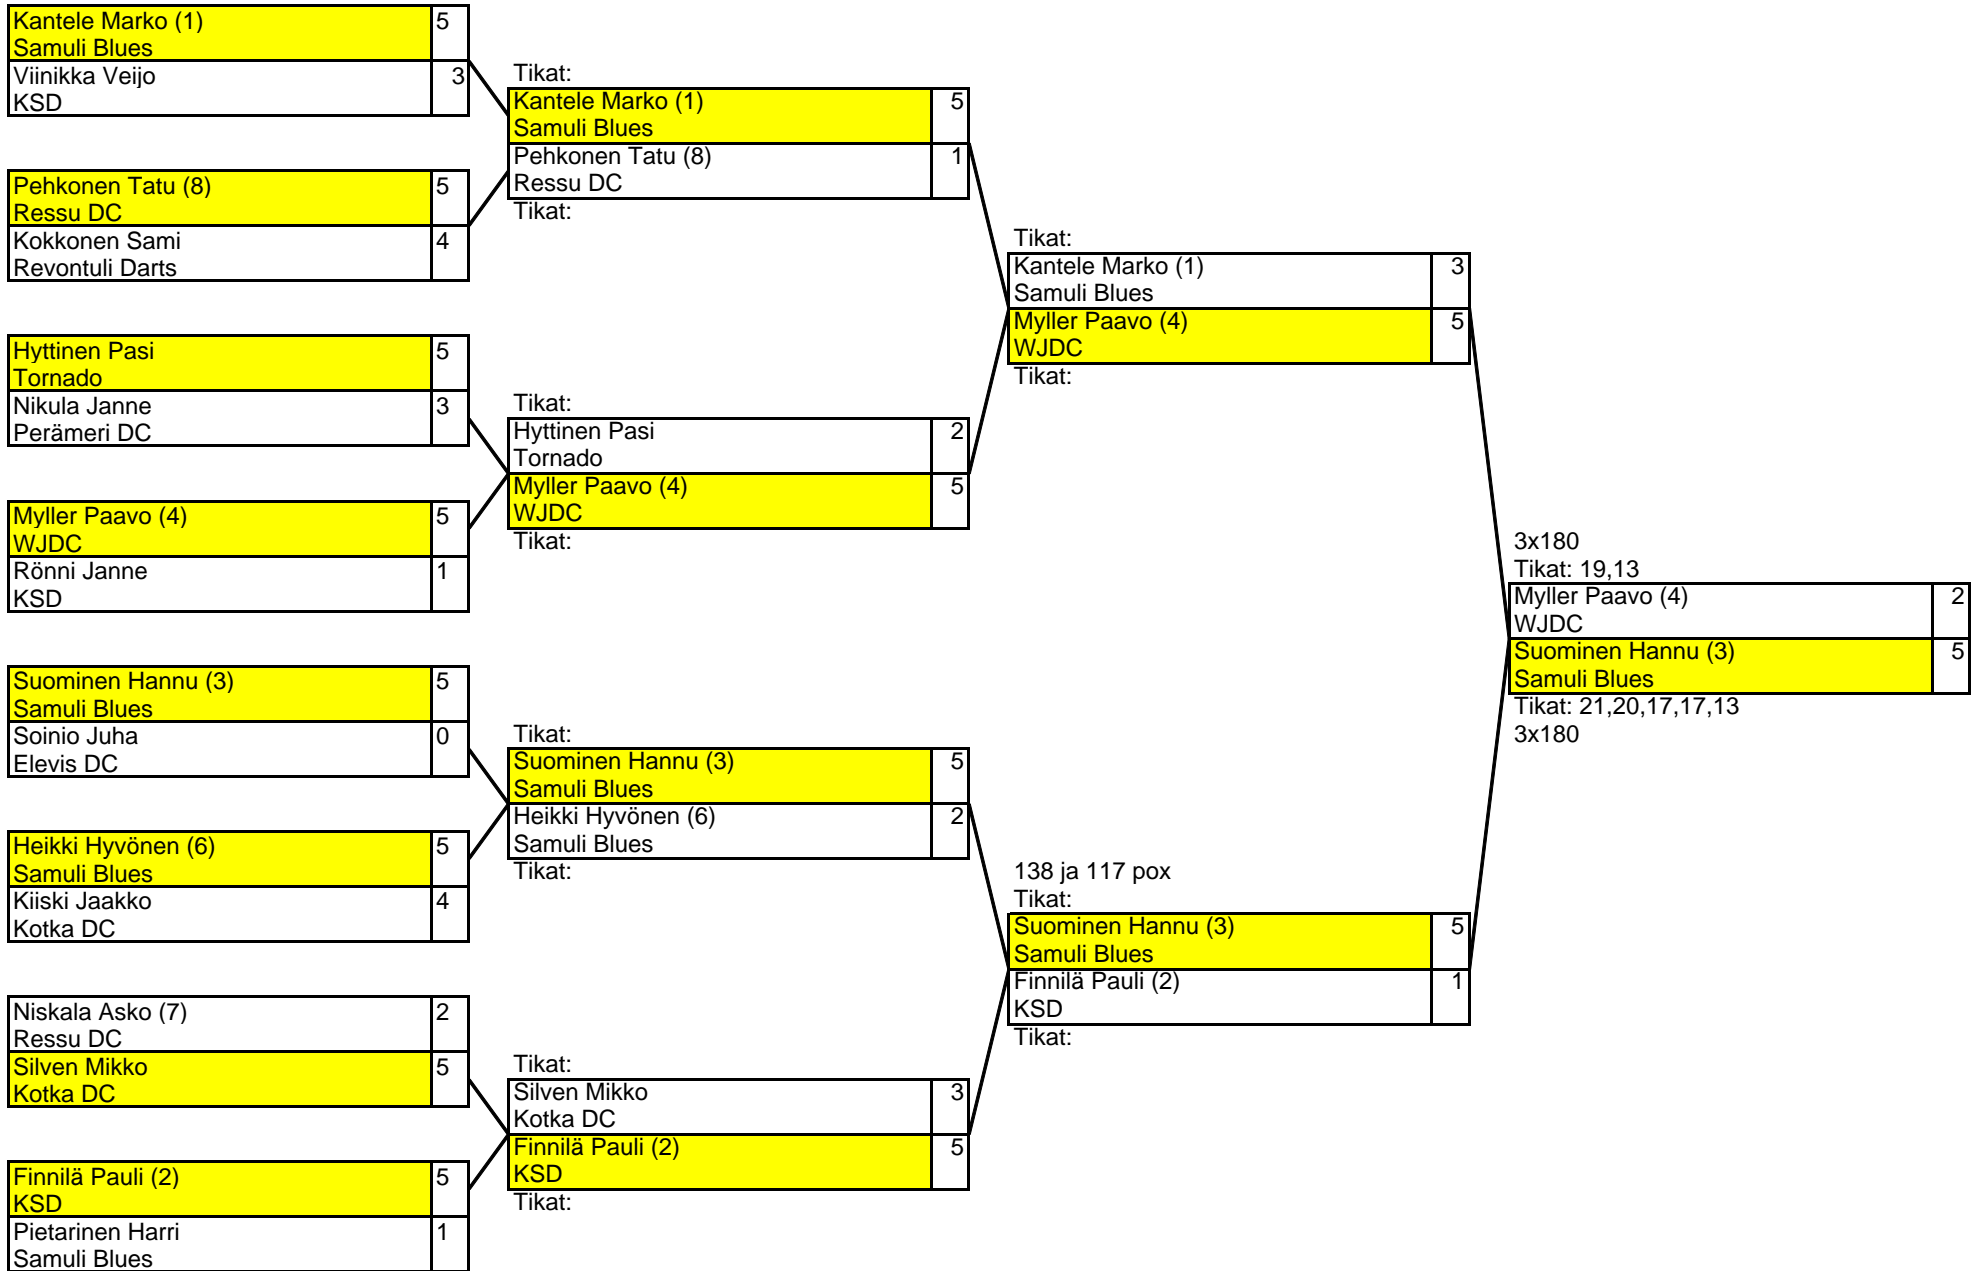 Kantele Marko (1) 5
Samuli Blues
Viinikka Veijo 3
KSD
Pehkonen Tatu (8) 5
Ressu DC
Kokkonen Sami 4
Revontuli Darts
Hyttinen Pasi 5
Tornado
Nikula Janne 3
Perämeri DC
Myller Paavo (4) 5
WJDC
Rönni Janne 1
KSD
Suominen Hannu (3) 5
Samuli Blues
Soinio Juha 0
Elevis DC
Heikki Hyvönen (6) 5
Samuli Blues
Kiiski Jaakko 4
Kotka DC
Niskala Asko (7) 2
Ressu DC
Silven Mikko 5
Kotka DC
Finnilä Pauli (2) 5
KSD
Pietarinen Harri 1
Samuli Blues
Tikat:
Kantele Marko (1) 5
Samuli Blues
Pehkonen Tatu (8) 1
Ressu DC
Tikat:
Tikat:
Hyttinen Pasi 2
Tornado
Myller Paavo (4) 5
WJDC
Tikat:
Tikat:
Suominen Hannu (3) 5
Samuli Blues
Heikki Hyvönen (6) 2
Samuli Blues
Tikat:
Tikat:
Silven Mikko 3
Kotka DC
Finnilä Pauli (2) 5
KSD
Tikat:
Tikat:
Kantele Marko (1) 3
Samuli Blues
Myller Paavo (4) 5
WJDC
Tikat:
138 ja 117 pox
Tikat:
Suominen Hannu (3) 5
Samuli Blues
Finnilä Pauli (2) 1
KSD
Tikat:
3x180
Tikat: 19,13
Myller Paavo (4) 2
WJDC
Suominen Hannu (3) 5
Samuli Blues
Tikat: 21,20,17,17,13
3x180